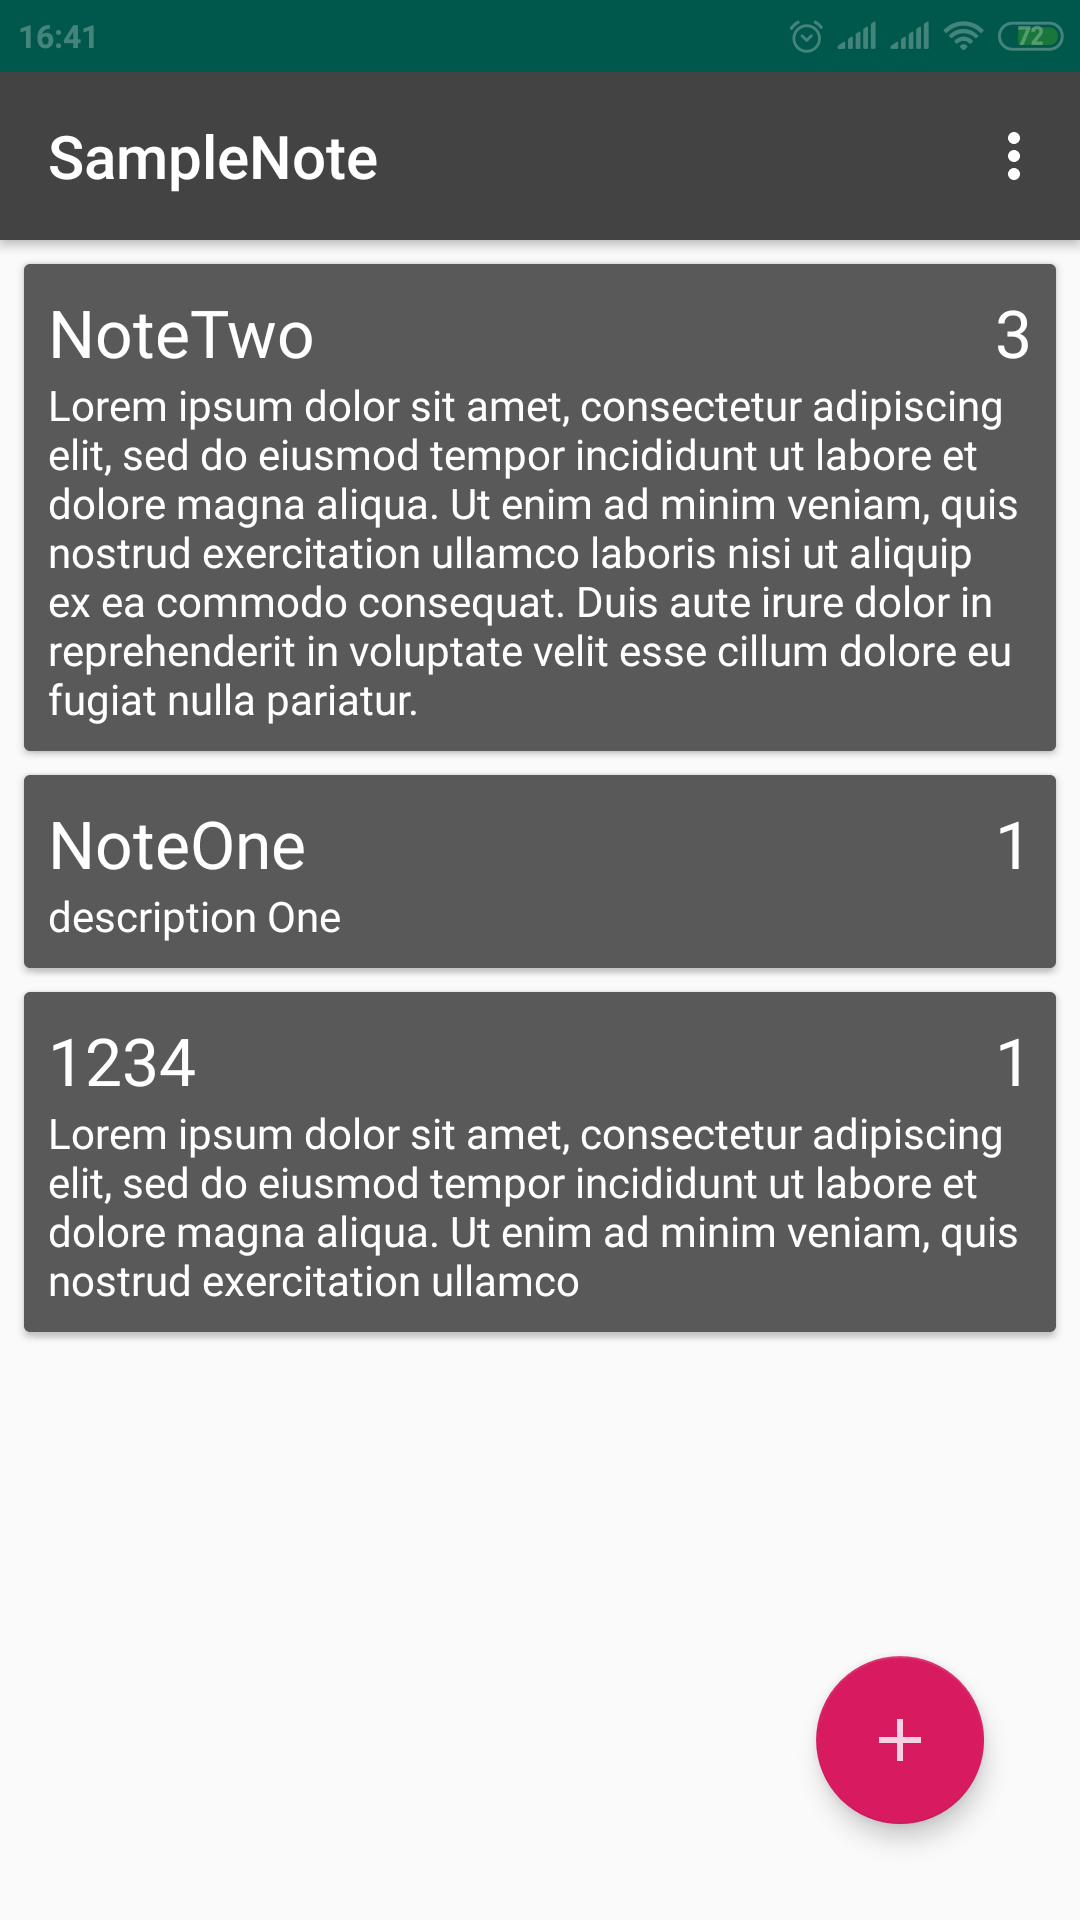 16:41 72
SampleNote
NoteTwo 3
Lorem ipsum dolor sit amet, consectetur adipiscing
elit, sed do eiusmod tempor incididunt ut labore et
dolore magna aliqua. Ut enim ad minim veniam, quis
nostrud exercitation ullamco laboris nisi ut aliquip
ex ea commodo consequat. Duis aute irure dolor in
reprehenderit in voluptate velit esse cillum dolore eu
fugiat nulla pariatur.
NoteOne 1
description One
1234 1
Lorem ipsum dolor sit amet, consectetur adipiscing
elit, sed do eiusmod tempor incididunt ut labore et
dolore magna aliqua. Ut enim ad minim veniam, quis
nostrud exercitation ullamco